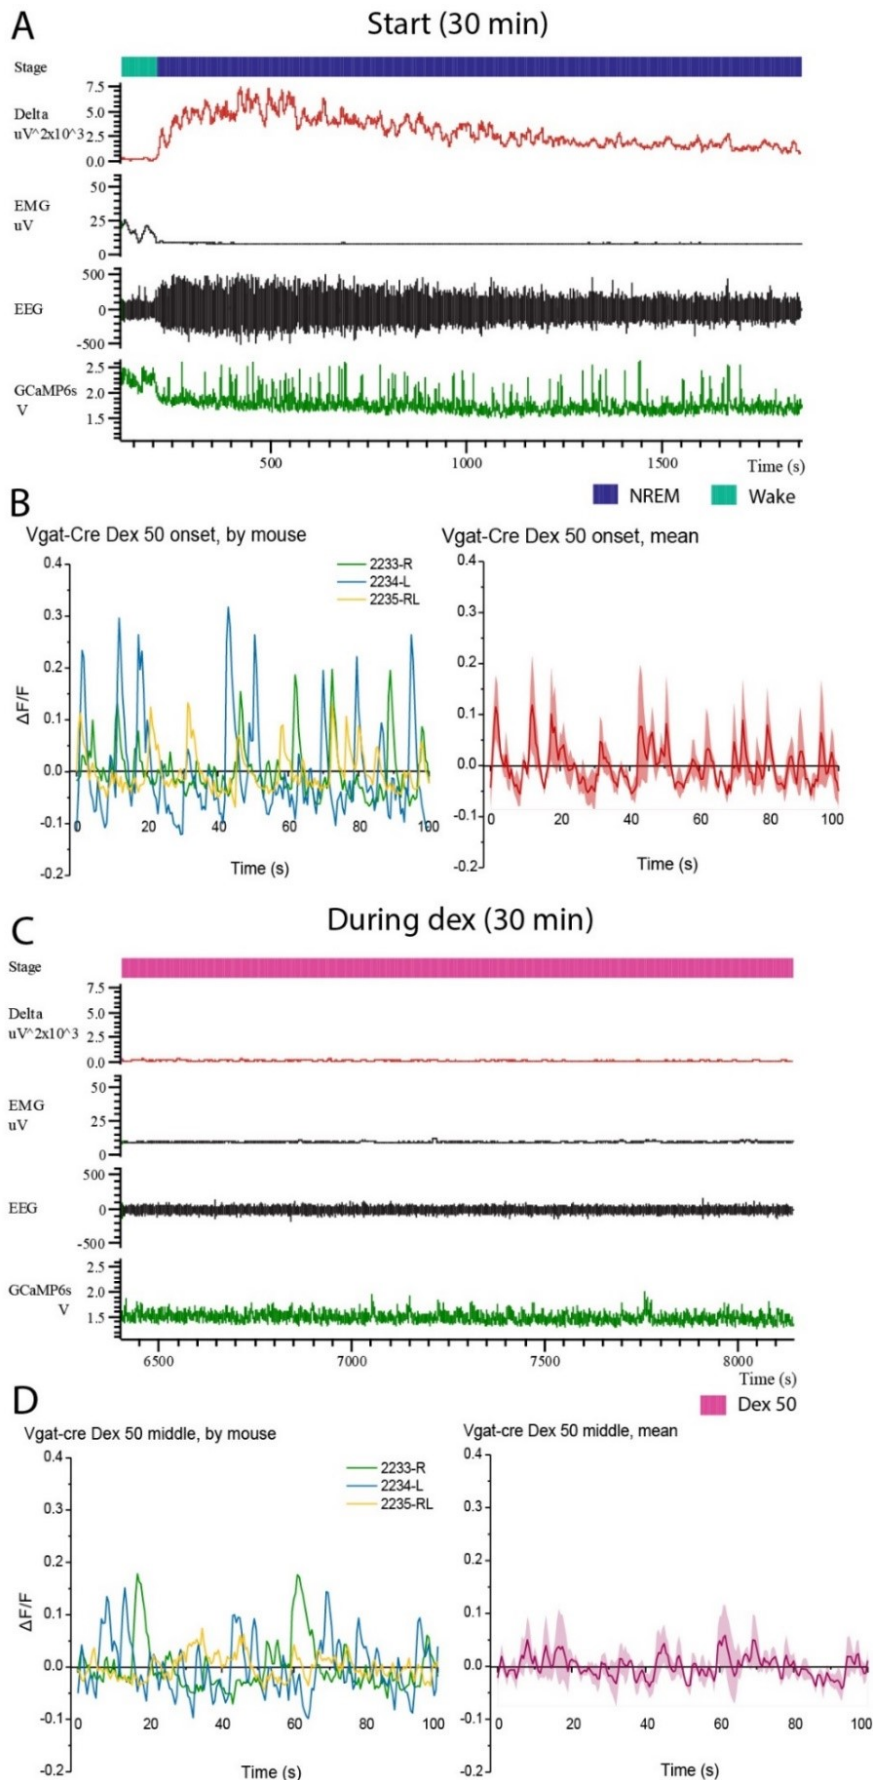 A
Start (30 min)
Stage
Delta
uV^2x10^3
7.5
5.0
2.5
0.0
EMG
uV
50
25
0
EEG
500
0
-500
GCaMP6s
V
2.5
2.0
1.5
500 1000 1500
Time (s)
NREM Wake
B
Vgat-Cre Dex 50 onset, by mouse
0.4
0.3
0.2
0.1
0.0
-0.1
-0.2
ΔF/F
2233-R
2234-L
2235-RL
0 20 40 60 80 100
Time (s)
Vgat-Cre Dex 50 onset, mean
0.4
0.3
0.2
0.1
0.0
-0.1
-0.2
0 20 40 60 80 100
Time (s)
C
During dex (30 min)
Stage
Delta
uV^2x10^3
7.5
5.0
2.5
0.0
EMG
uV
50
25
0
EEG
500
0
-500
GCaMP6s
V
2.5
2.0
1.5
6500 7000 7500 8000
Time (s)
Dex 50
D
Vgat-cre Dex 50 middle, by mouse
0.4
0.3
0.2
0.1
0.0
-0.1
-0.2
ΔF/F
2233-R
2234-L
2235-RL
0 20 40 60 80 100
Time (s)
Vgat-cre Dex 50 middle, mean
0.4
0.3
0.2
0.1
0.0
-0.1
-0.2
0 20 40 60 80 100
Time (s)